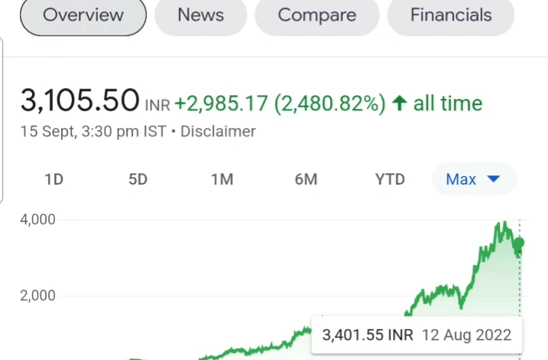 Overview News Compare Financials
3,105.50 INR +2,985.17 (2,480.82%) ↑ all time
15 Sept, 3:30 pm IST • Disclaimer
1D 5D 1M 6M YTD Max
4,000
2,000
3,401.55 INR 12 Aug 2022